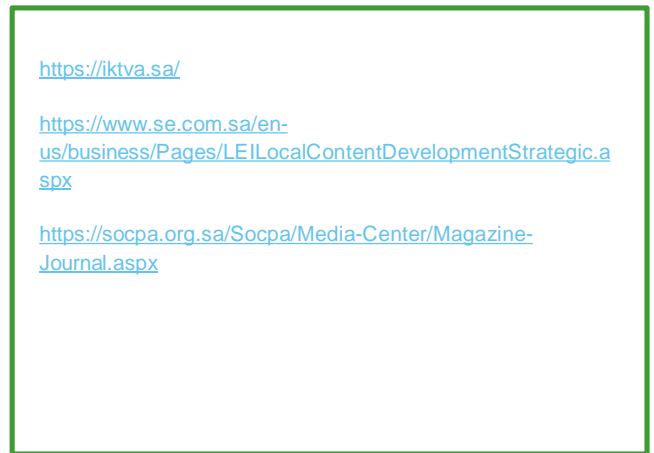 https://iktva.sa/
https://www.se.com.sa/en-
us/business/Pages/LEILocalContentDevelopmentStrategic.a
spx
https://socpa.org.sa/Socpa/Media-Center/Magazine-
Journal.aspx